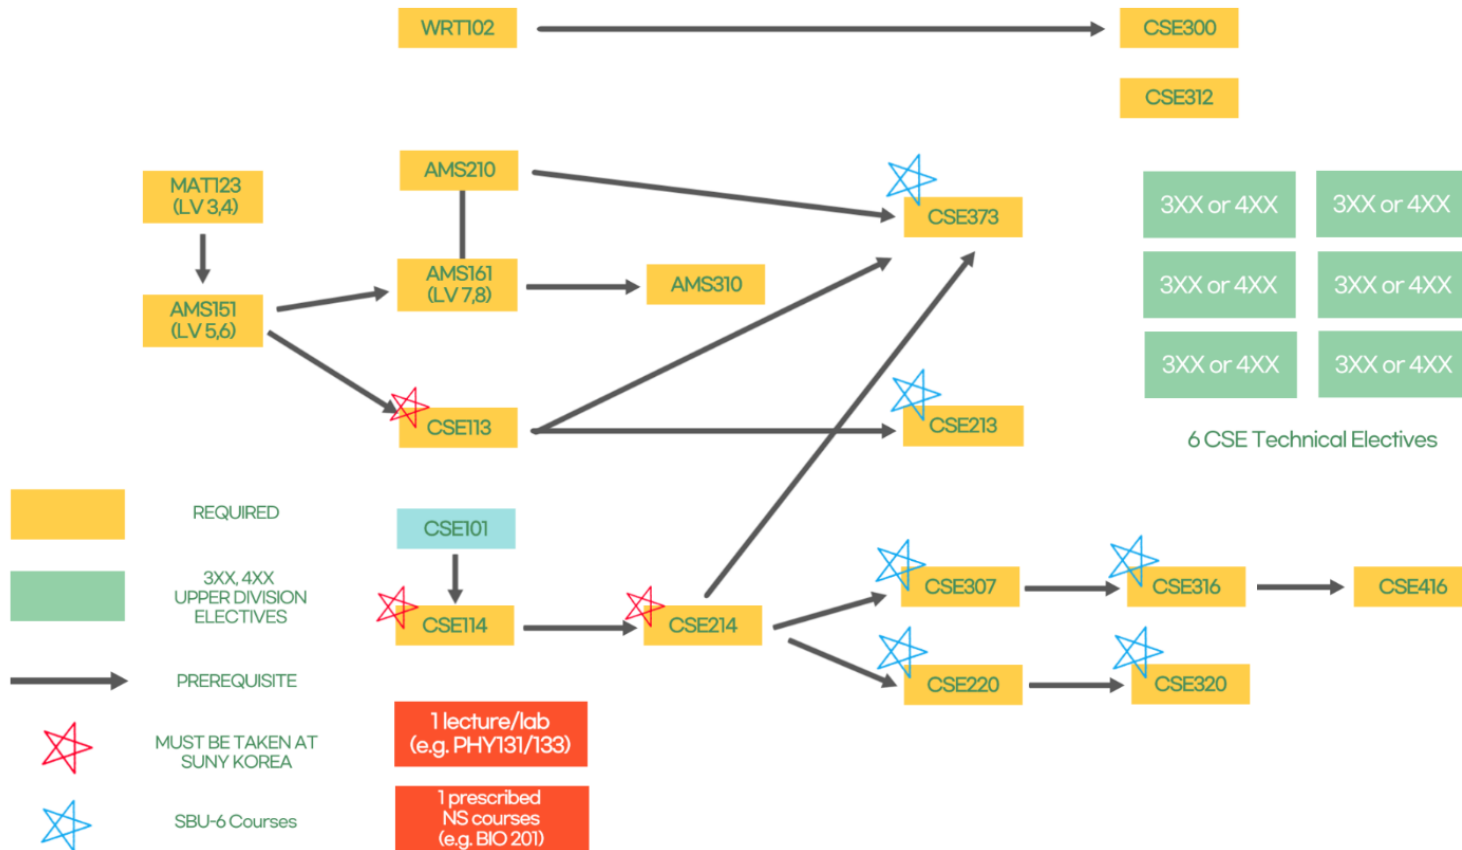 WRT102
CSE300
CSE312
MAT123
(LV 3,4)
AMS210
CSE373
3XX or 4XX
3XX or 4XX
AMS151
(LV 5,6)
AMS161
(LV 7,8)
AMS310
3XX or 4XX
3XX or 4XX
3XX or 4XX
3XX or 4XX
CSE113
CSE213
6 CSE Technical Electives
REQUIRED
3XX, 4XX
UPPER DIVISION
ELECTIVES
PREREQUISITE
MUST BE TAKEN AT
SUNY KOREA
SBU-6 Courses
CSE101
CSE114
CSE214
CSE307
CSE316
CSE416
CSE220
CSE320
1 lecture/lab
(e.g. PHY131/133)
1 prescribed
NS courses
(e.g. BIO 201)